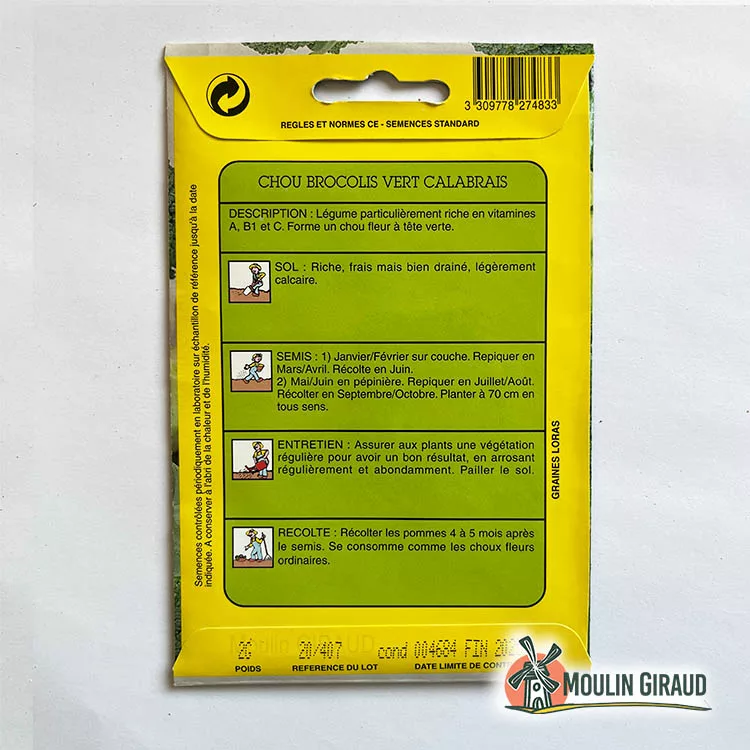 3 309778 274833
REGLES ET NORMES CE - SEMENCES STANDARD
CHOU BROCOLIS VERT CALABRAIS
DESCRIPTION : Légume particulièrement riche en vitamines
A, B1 et C. Forme un chou fleur à tête verte.
SOL : Riche, frais mais bien drainé, légèrement
calcaire.
SEMIS : 1) Janvier/Février sur couche. Repiquer en
Mars/Avril. Récolte en Juin.
2) Mai/Juin en pépinière. Repiquer en Juillet/Août.
Récolter en Septembre/Octobre. Planter à 70 cm en
tous sens.
ENTRETIEN : Assurer aux plants une végétation
régulière pour avoir un bon résultat, en arrosant
régulièrement et abondamment. Pailler le sol.
RECOLTE : Récolter les pommes 4 à 5 mois après
le semis. Se consomme comme les choux fleurs
ordinaires.
Semences contrôlées périodiquement en laboratoire sur échantillon de référence jusqu'à la date
indiquée. A conserver à l'abri de la chaleur et de l'humidité.
GRAINES LORAS
Moulin GIRAUD
2G 20/407 cond 004684 FIN 202
POIDS REFERENCE DU LOT DATE LIMITE DE CONT
MOULIN GIRAUD